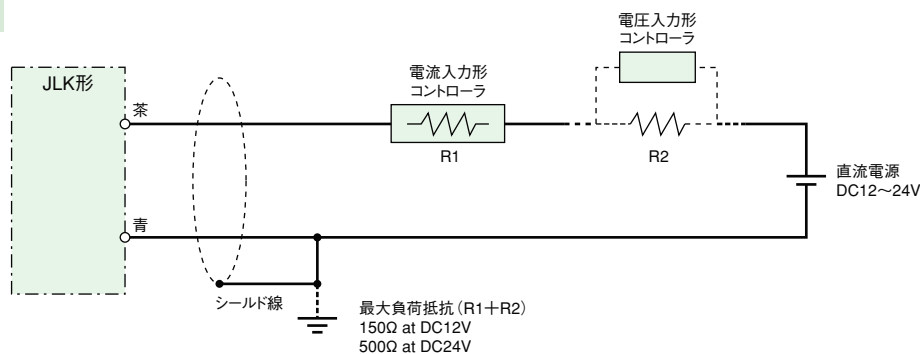 電圧入力形
コントローラ
JLK形
電流入力形
コントローラ
茶
R1
R2
直流電源
DC12～24V
青
シールド線
最大負荷抵抗（R1＋R2）
150Ω at DC12V
500Ω at DC24V